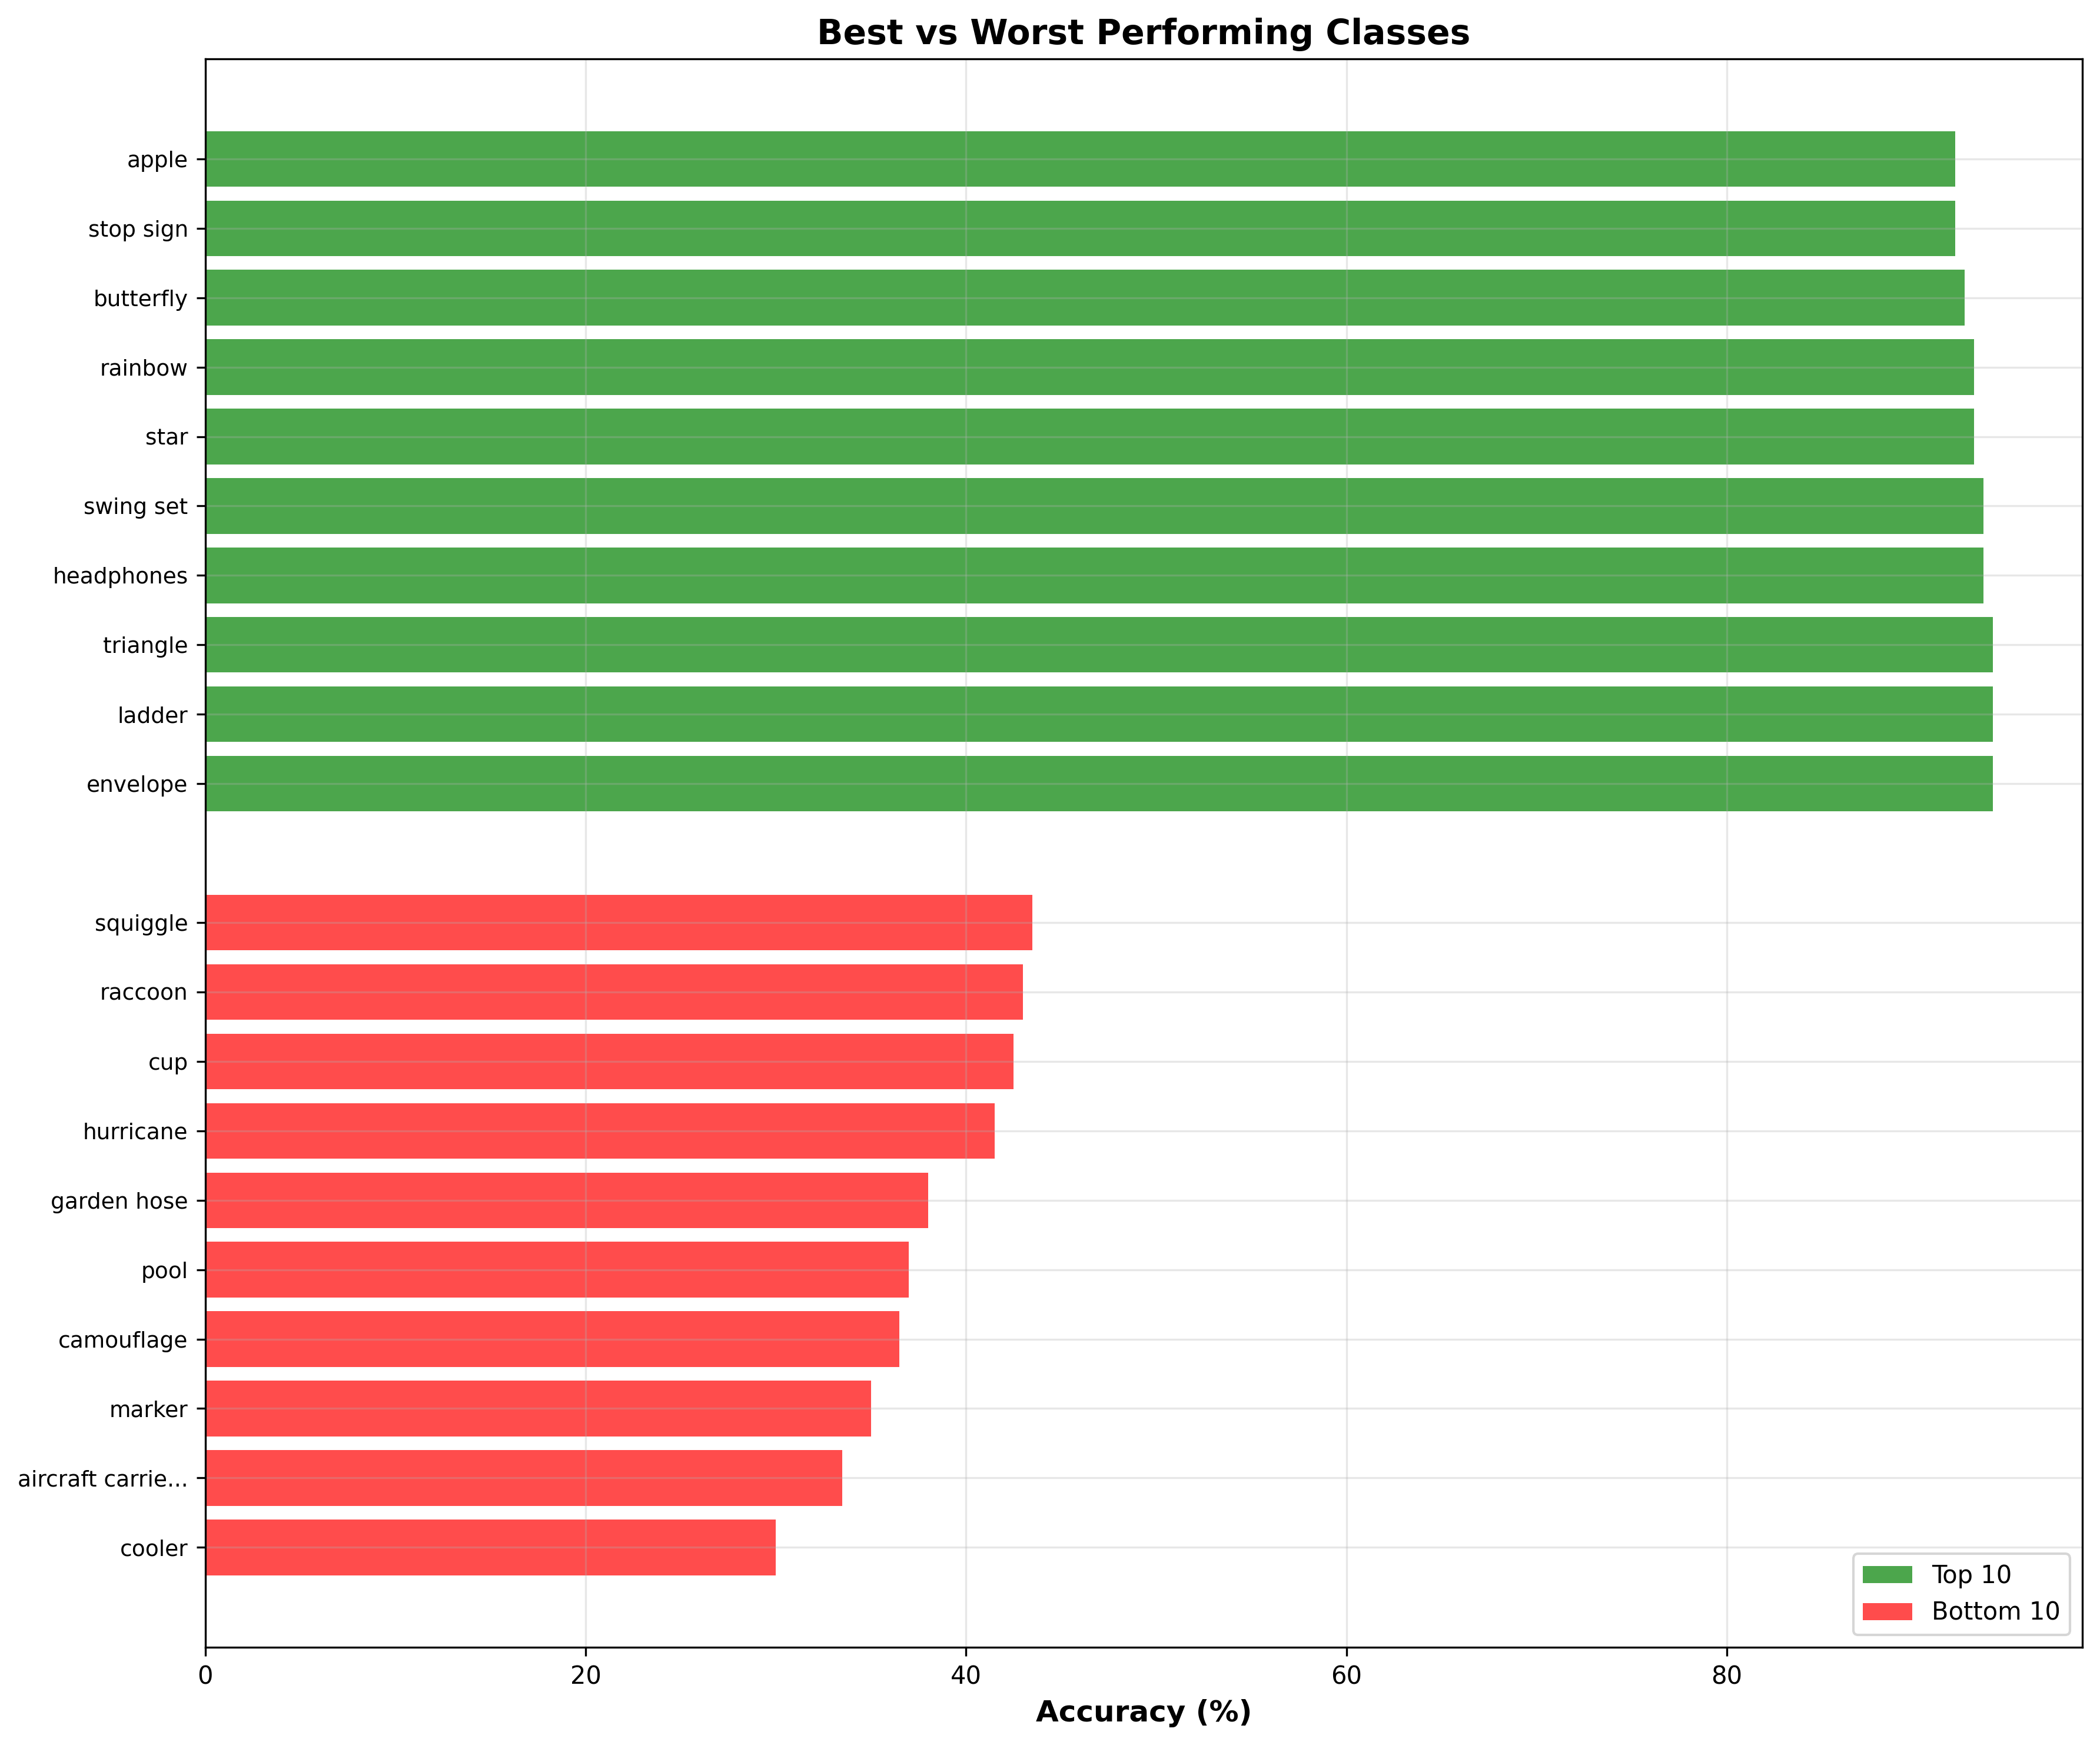 Best vs Worst Performing Classes
apple
stop sign
butterfly
rainbow
star
swing set
headphones
triangle
ladder
envelope
squiggle
raccoon
cup
hurricane
garden hose
pool
camouflage
marker
aircraft carrie...
cooler
Top 10
Bottom 10
0 20 40 60 80
Accuracy (%)